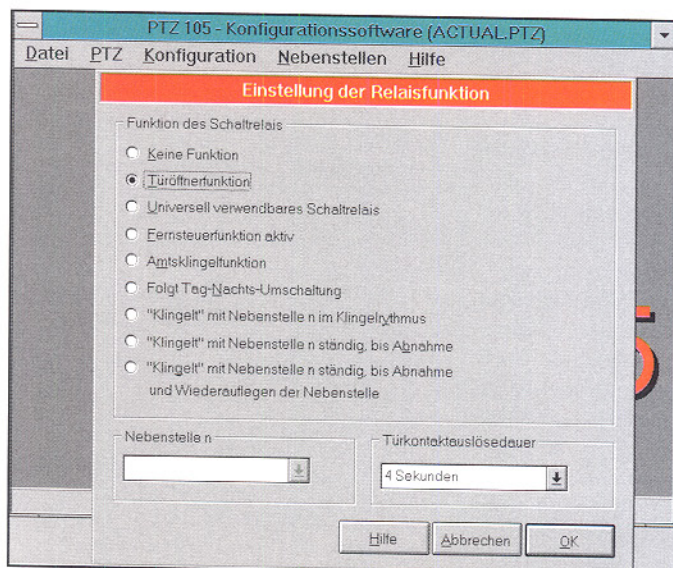 PTZ 105 - Konfigurationssoftware (ACTUAL.PTZ)
Datei PTZ Konfiguration Nebenstellen Hilfe
Einstellung der Relaisfunktion
Funktion des Schaltrelais
Keine Funktion
Türöffnerfunktion
Universell verwendbares Schaltrelais
Fernsteuerfunktion aktiv
Amtsklingelfunktion
Folgt Tag-Nachts-Umschaltung
"Klingelt" mit Nebenstelle n im Klingelrythmus
"Klingelt" mit Nebenstelle n ständig, bis Abnahme
"Klingelt" mit Nebenstelle n ständig, bis Abnahme
und Wiederauflegen der Nebenstelle
Nebenstelle n
Türkontaktauslösedauer
4 Sekunden
Hilfe Abbrechen OK